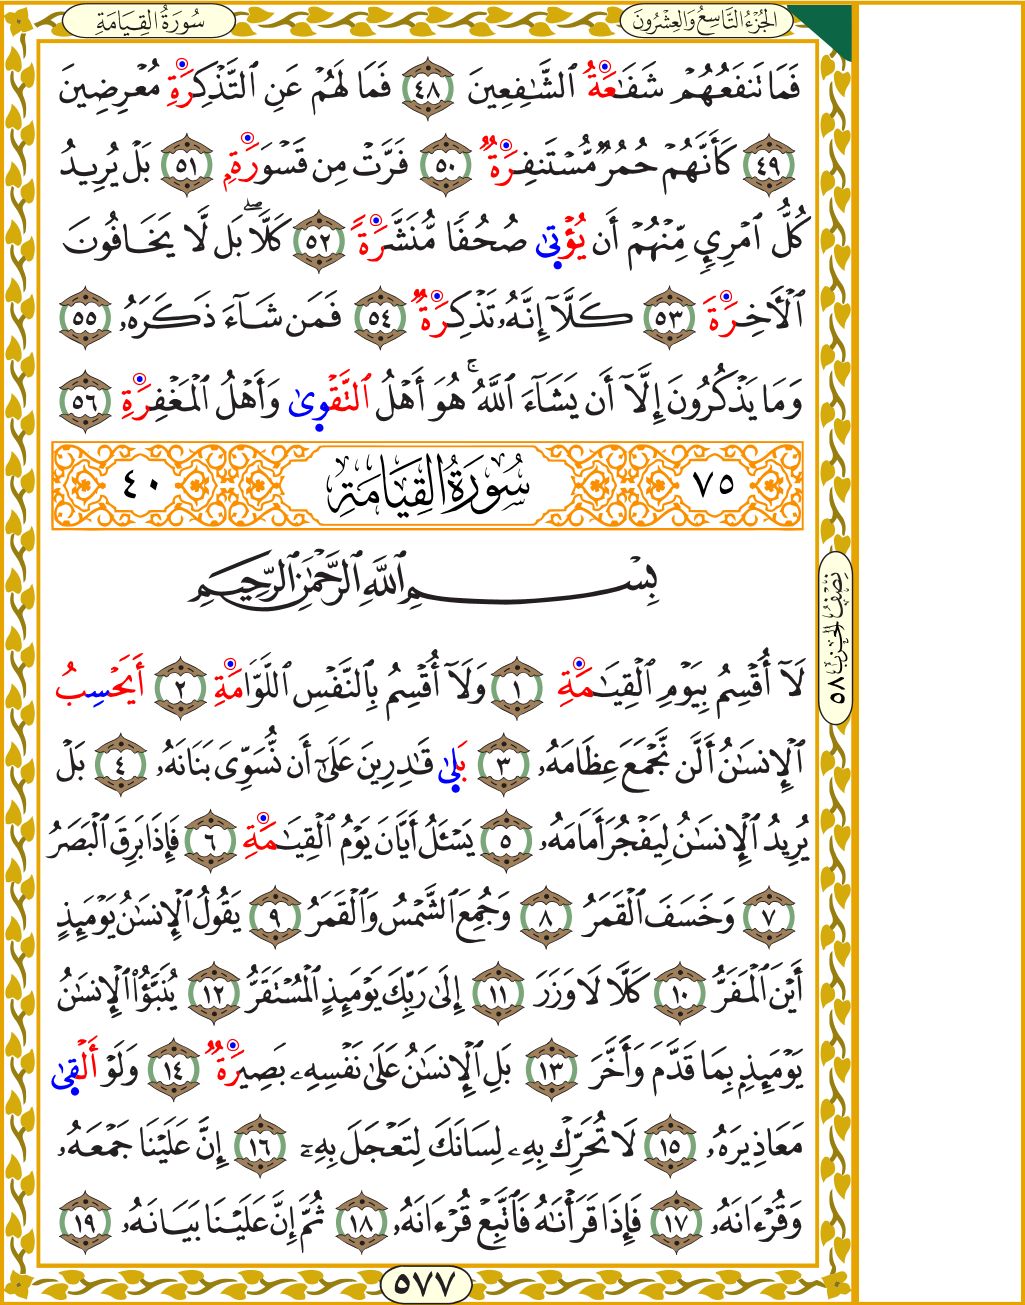 سُورَةُ القِيَامَةِ
الجُزْءُ التَّاسِعُ وَالعِشْرُونَ
فَمَا تَنفَعُهُمْ شَفَـٰعَةُ ٱلشَّـٰفِعِينَ ٤٨ فَمَا لَهُمْ عَنِ ٱلتَّذْكِرَةِ مُعْرِضِينَ
٤٩ كَأَنَّهُمْ حُمُرٌ مُّسْتَنفِرَةٌ ٥٠ فَرَّتْ مِن قَسْوَرَةٍ ٥١ بَلْ يُرِيدُ
كُلُّ ٱمْرِئٍ مِّنْهُمْ أَن يُؤْتَىٰ صُحُفًا مُّنَشَّرَةً ٥٢ كَلَّا ۖ بَل لَّا يَخَافُونَ
ٱلْـَٔاخِرَةَ ٥٣ كَلَّآ إِنَّهُۥ تَذْكِرَةٌ ٥٤ فَمَن شَآءَ ذَكَرَهُۥ ٥٥
وَمَا يَذْكُرُونَ إِلَّآ أَن يَشَآءَ ٱللَّهُ ۚ هُوَ أَهْلُ ٱلتَّقْوَىٰ وَأَهْلُ ٱلْمَغْفِرَةِ ٥٦
٧٥ سُورَةُ القِيَامَةِ ٤٠
بِسْمِ ٱللَّهِ ٱلرَّحْمَـٰنِ ٱلرَّحِيمِ
لَآ أُقْسِمُ بِيَوْمِ ٱلْقِيَـٰمَةِ ١ وَلَآ أُقْسِمُ بِٱلنَّفْسِ ٱللَّوَّامَةِ ٢ أَيَحْسِبُ
ٱلْإِنسَـٰنُ أَلَّن نَّجْمَعَ عِظَامَهُۥ ٣ بَلَىٰ قَـٰدِرِينَ عَلَىٰٓ أَن نُّسَوِّىَ بَنَانَهُۥ ٤ بَلْ
يُرِيدُ ٱلْإِنسَـٰنُ لِيَفْجُرَ أَمَامَهُۥ ٥ يَسْـَٔلُ أَيَّانَ يَوْمُ ٱلْقِيَـٰمَةِ ٦ فَإِذَا بَرِقَ ٱلْبَصَرُ
٧ وَخَسَفَ ٱلْقَمَرُ ٨ وَجُمِعَ ٱلشَّمْسُ وَٱلْقَمَرُ ٩ يَقُولُ ٱلْإِنسَـٰنُ يَوْمَئِذٍ
أَيْنَ ٱلْمَفَرُّ ١٠ كَلَّا لَا وَزَرَ ١١ إِلَىٰ رَبِّكَ يَوْمَئِذٍ ٱلْمُسْتَقَرُّ ١٢ يُنَبَّؤُا۟ ٱلْإِنسَـٰنُ
يَوْمَئِذٍۭ بِمَا قَدَّمَ وَأَخَّرَ ١٣ بَلِ ٱلْإِنسَـٰنُ عَلَىٰ نَفْسِهِۦ بَصِيرَةٌ ١٤ وَلَوْ أَلْقَىٰ
مَعَاذِيرَهُۥ ١٥ لَا تُحَرِّكْ بِهِۦ لِسَانَكَ لِتَعْجَلَ بِهِۦٓ ١٦ إِنَّ عَلَيْنَا جَمْعَهُۥ
وَقُرْءَانَهُۥ ١٧ فَإِذَا قَرَأْنَـٰهُ فَٱتَّبِعْ قُرْءَانَهُۥ ١٨ ثُمَّ إِنَّ عَلَيْنَا بَيَانَهُۥ ١٩
نِصْفُ الحِزْبِ ٥٨
٥٧٧